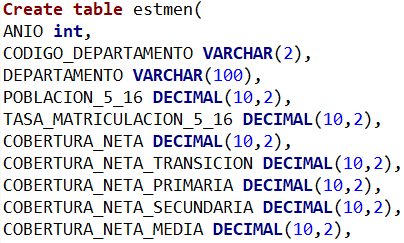 Create table estmen(
ANIO int,
CODIGO_DEPARTAMENTO VARCHAR(2),
DEPARTAMENTO VARCHAR(100),
POBLACION_5_16 DECIMAL(10,2),
TASA_MATRICULACION_5_16 DECIMAL(10,2),
COBERTURA_NETA DECIMAL(10,2),
COBERTURA_NETA_TRANSICION DECIMAL(10,2),
COBERTURA_NETA_PRIMARIA DECIMAL(10,2),
COBERTURA_NETA_SECUNDARIA DECIMAL(10,2),
COBERTURA_NETA_MEDIA DECIMAL(10,2),